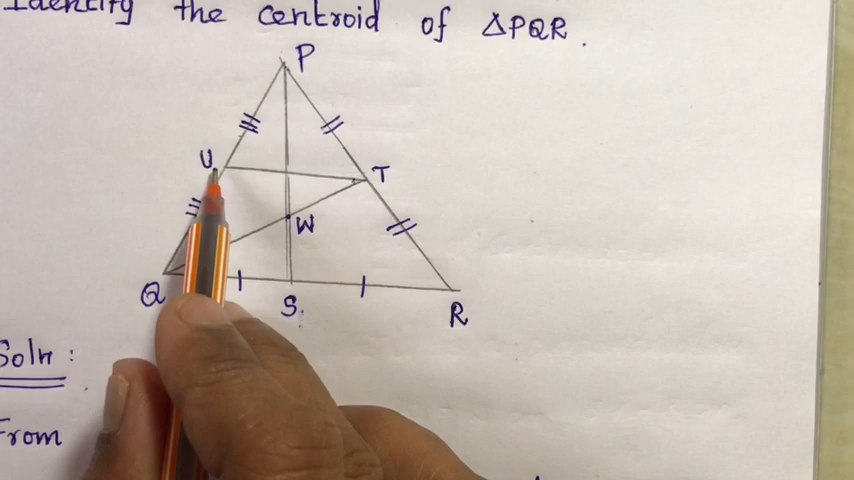 Identify the centroid of ΔPQR.
P
U
T
W
Q
S
R
Soln:
From